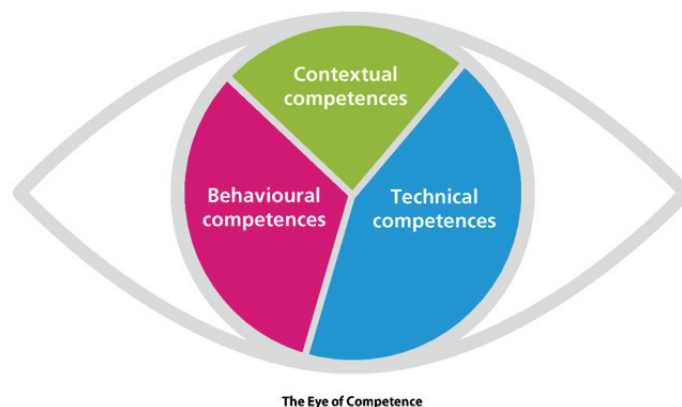 Contextual
competences
Behavioural
competences
Technical
competences
The Eye of Competence